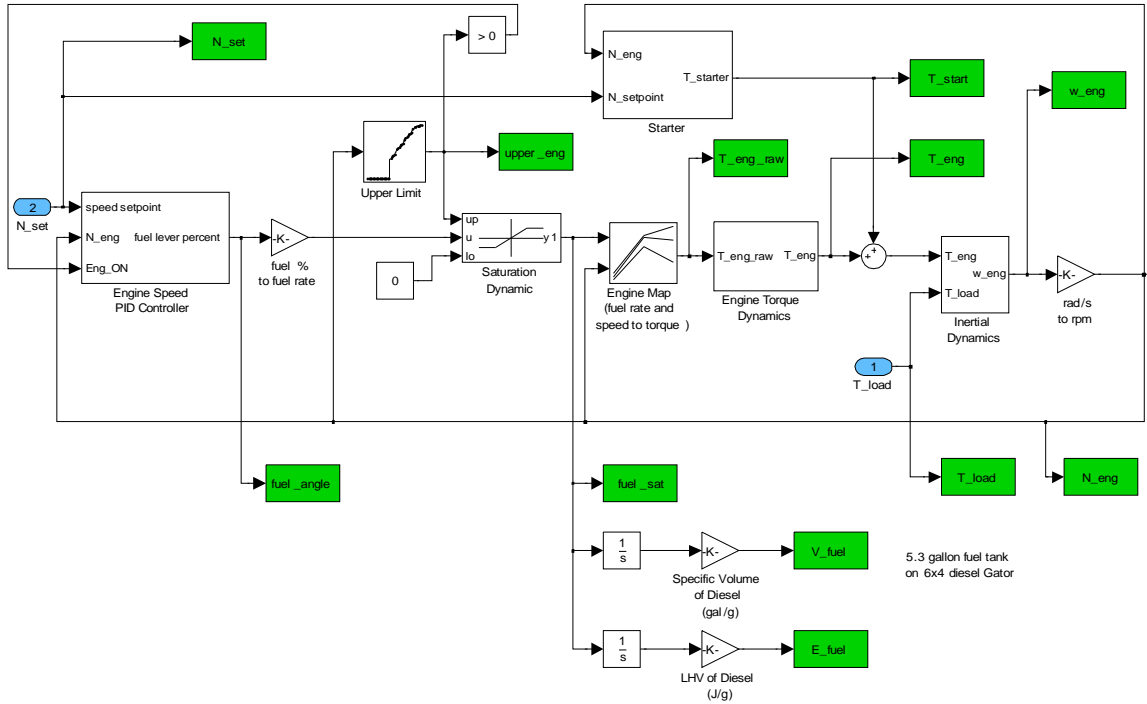 > 0
N_set
N_eng
T_starter
N_setpoint
Starter
T_start
w_eng
upper _eng
T_eng_raw
T_eng
Upper Limit
2
N_set
speed setpoint
N_eng
fuel lever percent
Eng_ON
Engine Speed
PID Controller
-K-
fuel %
to fuel rate
0
up
u
lo
y1
Saturation
Dynamic
Engine Map
(fuel rate and
speed to torque )
T_eng_raw
T_eng
Engine Torque
Dynamics
+
+
T_eng
w_eng
T_load
Inertial
Dynamics
-K-
rad/s
to rpm
1
T_load
fuel _angle
fuel _sat
T_load
N_eng
1
s
-K-
V_fuel
Specific Volume
of Diesel
(gal/g)
5.3 gallon fuel tank
on 6x4 diesel Gator
1
s
-K-
E_fuel
LHV of Diesel
(J/g)